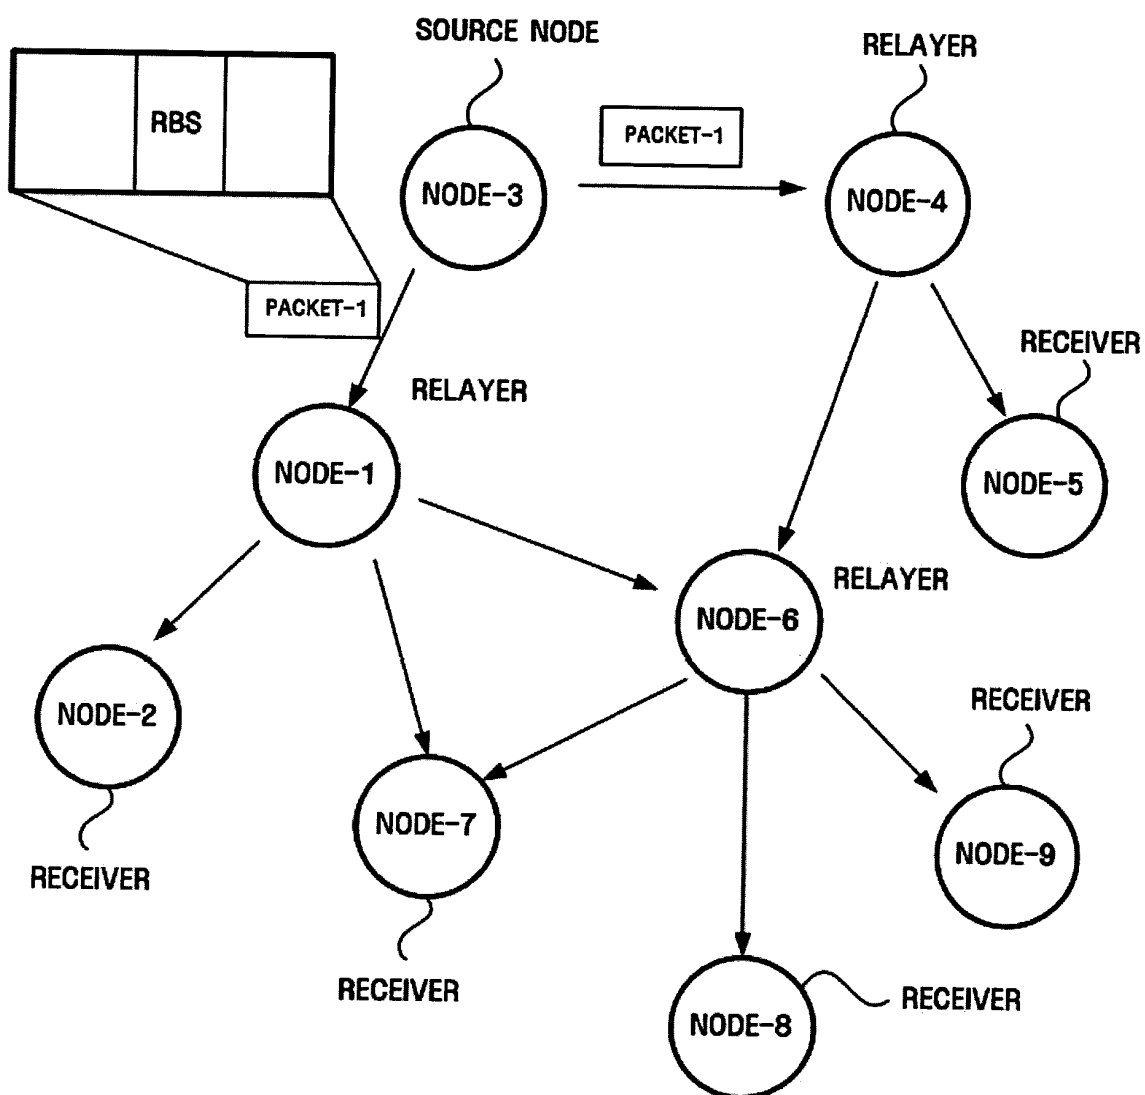 SOURCE NODE
RELAYER
RBS
PACKET-1
NODE-3
NODE-4
PACKET-1
RECEIVER
RELAYER
NODE-1
NODE-5
RELAYER
NODE-6
RECEIVER
NODE-2
NODE-7
NODE-9
RECEIVER
RECEIVER
RECEIVER
NODE-8